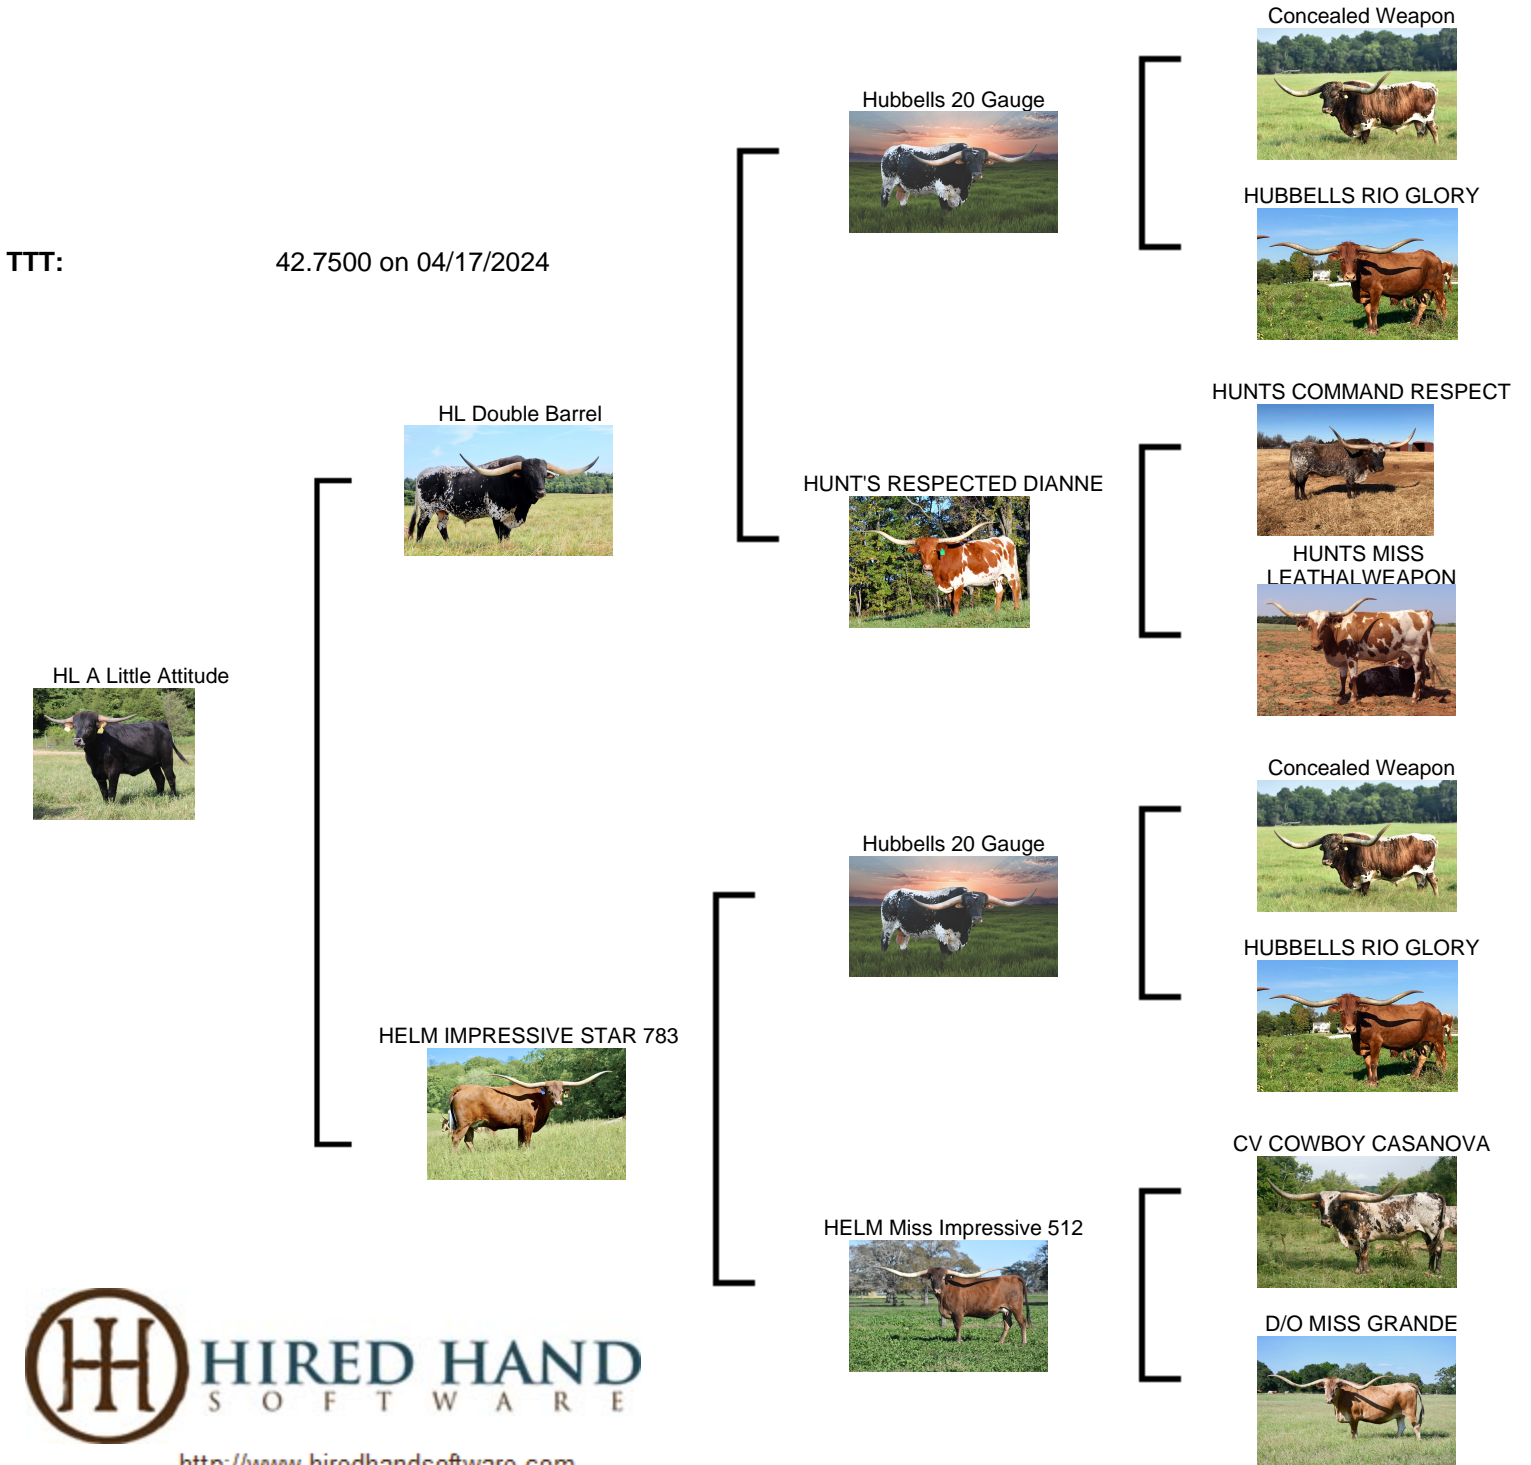 Concealed Weapon
Hubbells 20 Gauge
HUBBELLS RIO GLORY
TTT: 42.7500 on 04/17/2024
HL Double Barrel
HUNTS COMMAND RESPECT
HUNT'S RESPECTED DIANNE
HUNTS MISS
LEATHALWEAPON
HL A Little Attitude
Concealed Weapon
Hubbells 20 Gauge
HUBBELLS RIO GLORY
HELM IMPRESSIVE STAR 783
CV COWBOY CASANOVA
HELM Miss Impressive 512
D/O MISS GRANDE
HIRED HAND
SOFTWARE
http://www.hiredhandsoftware.com